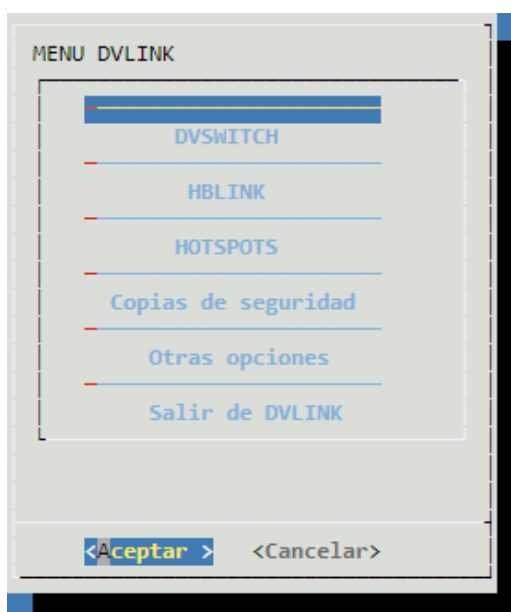 MENU DVLINK
DVSWITCH
HBLINK
HOTSPOTS
Copias de seguridad
Otras opciones
Salir de DVLINK
<Aceptar > <Cancelar>